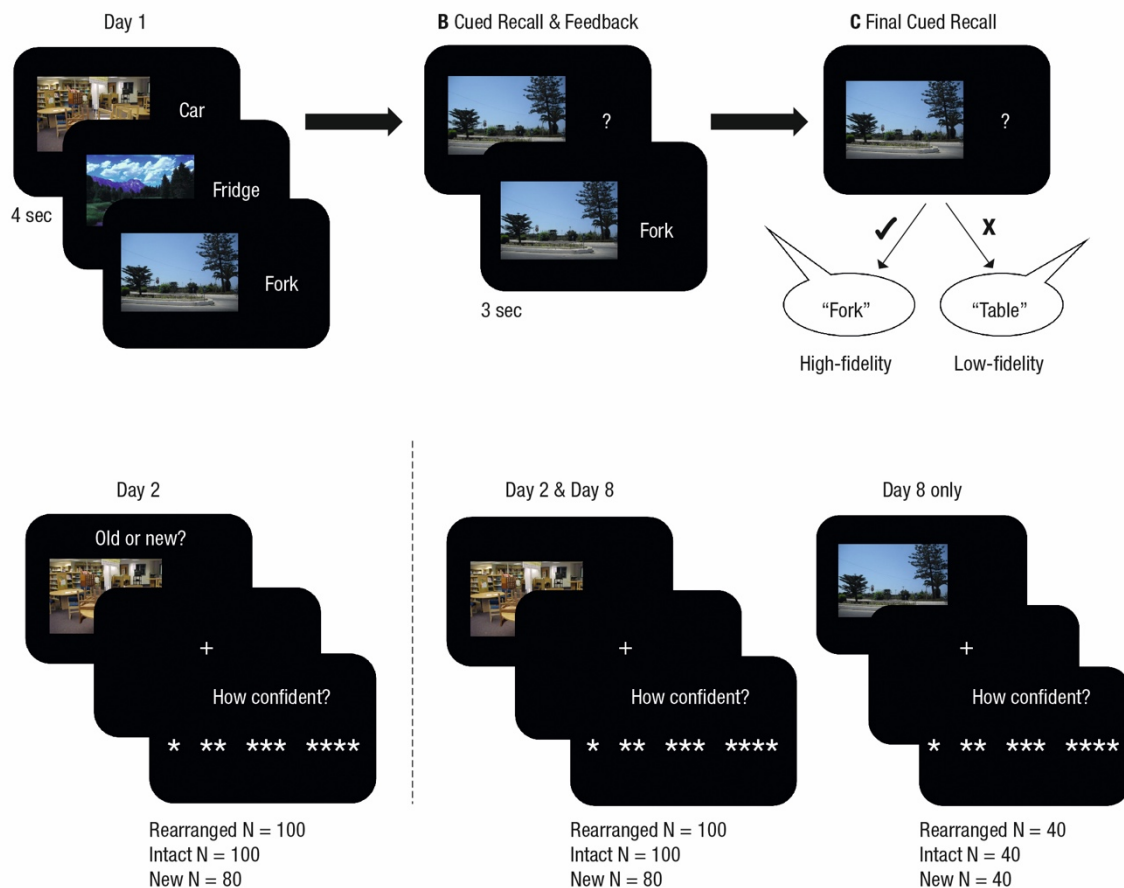 Day 1
B Cued Recall & Feedback
C Final Cued Recall
Car
Fridge
Fork
4 sec
?
Fork
3 sec
?
✓
X
“Fork”
“Table”
High-fidelity
Low-fidelity
Day 2
Old or new?
+
How confident?
* ** *** ****
Rearranged N = 100
Intact N = 100
New N = 80
Day 2 & Day 8
+
How confident?
* ** *** ****
Rearranged N = 100
Intact N = 100
New N = 80
Day 8 only
+
How confident?
* ** *** ****
Rearranged N = 40
Intact N = 40
New N = 40